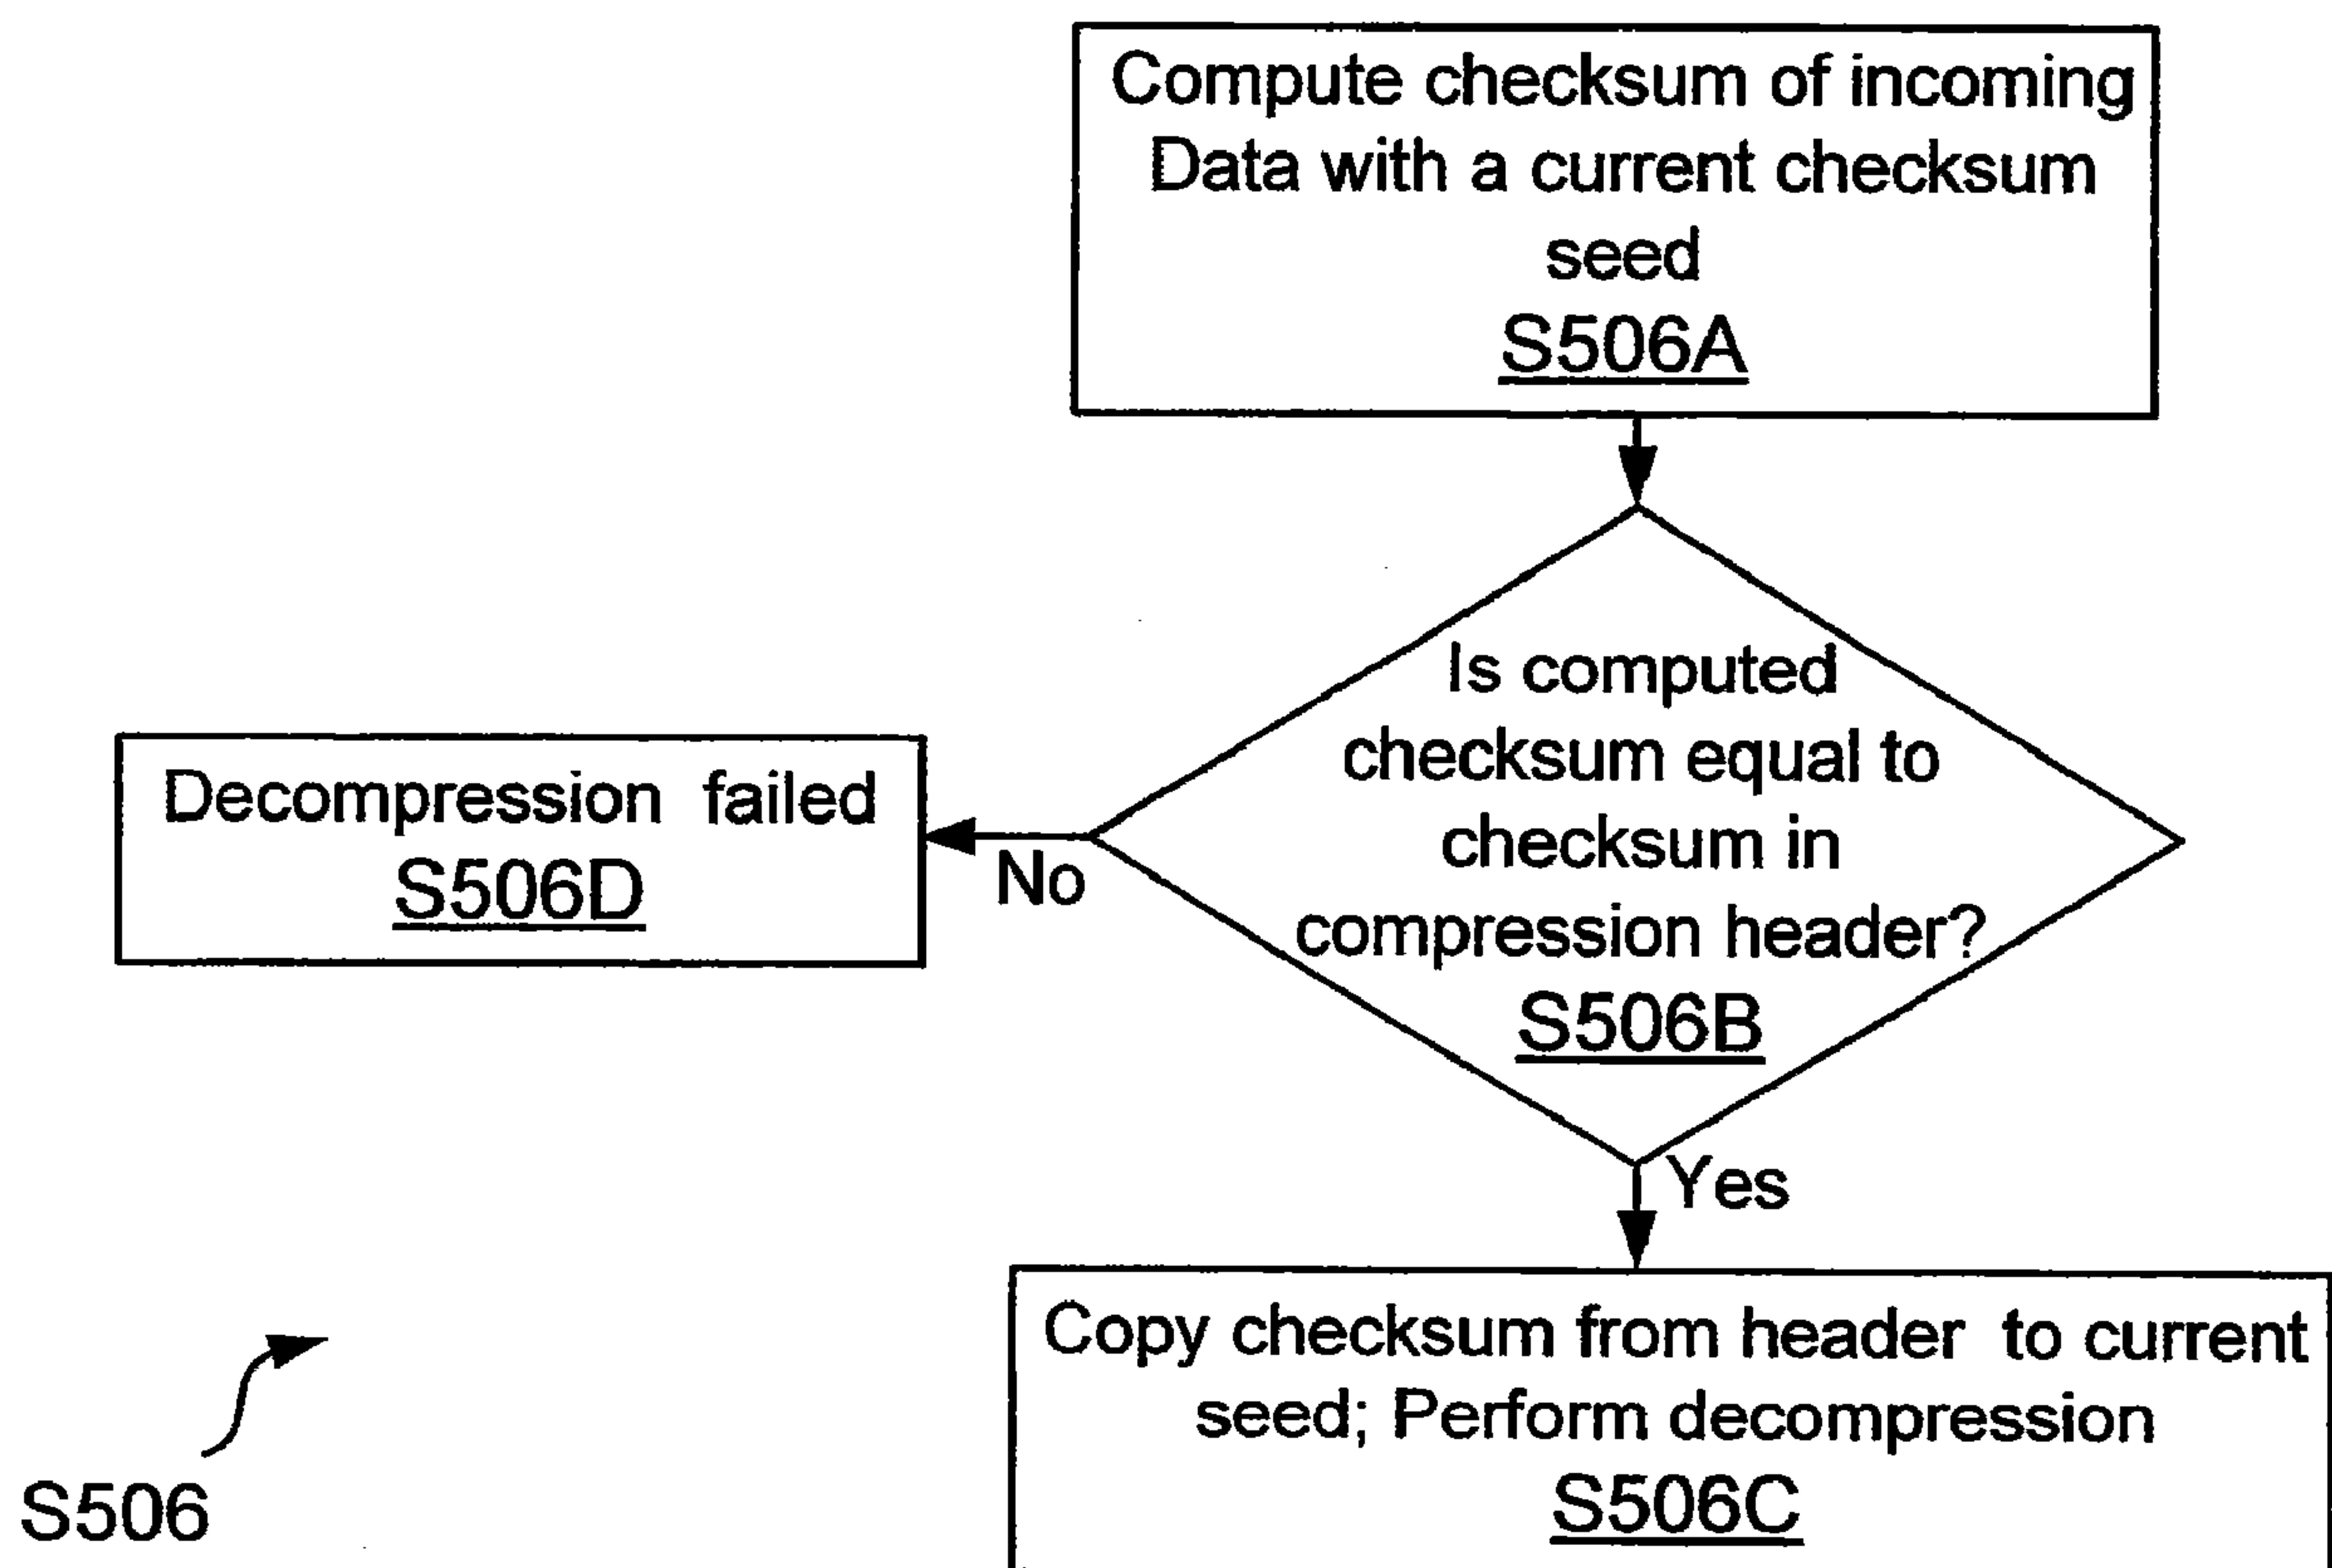 Compute checksum of incoming
Data with a current checksum
seed
S506A
Is computed
checksum equal to
checksum in
compression header?
S506B
Decompression failed
S506D
No
Yes
Copy checksum from header to current
seed; Perform decompression
S506C
S506